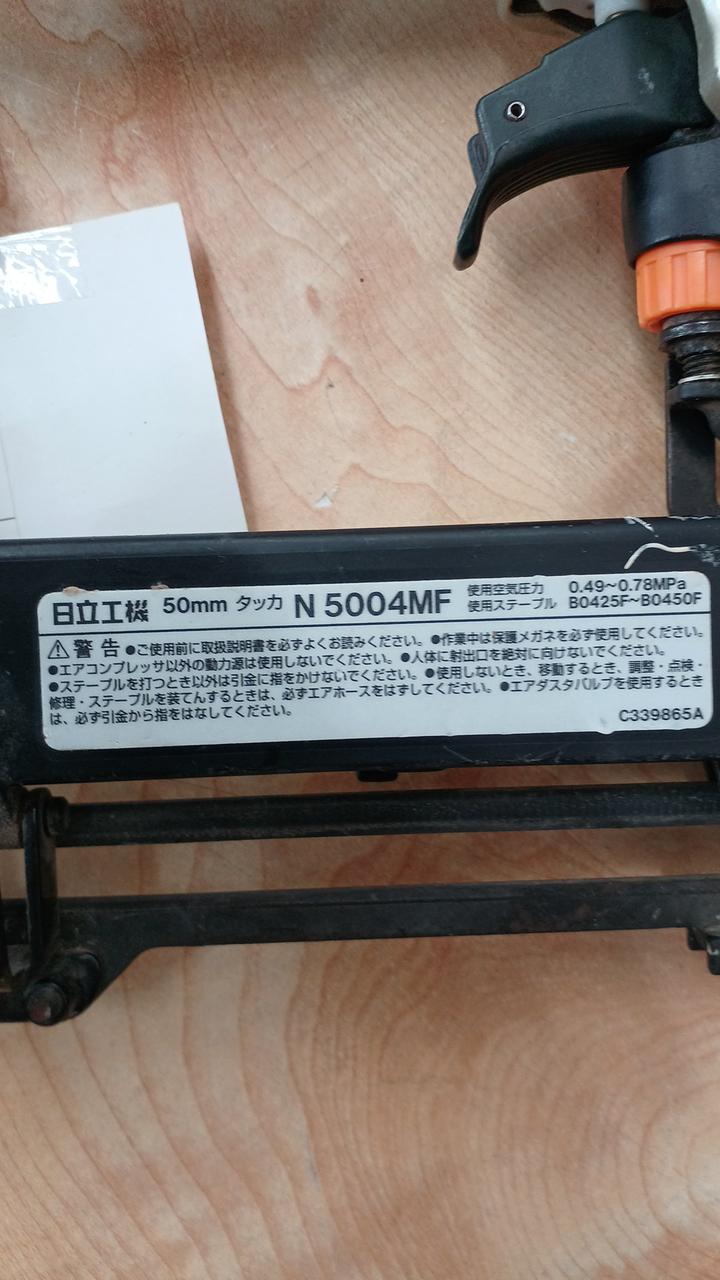 日立工機 50mm タッカ N 5004MF 使用空気圧力 0.49~0.78MPa
使用ステープル B0425F~B0450F
⚠警告 ●ご使用前に取扱説明書を必ずよくお読みください。●作業中は保護メガネを必ず使用してください。
●エアコンプレッサ以外の動力源は使用しないでください。●人体に射出口を絶対に向けないでください。
●ステープルを打つとき以外は引金に指をかけないでください。●使用しないとき、移動するとき、調整・点検・
修理・ステープルを装てんするときは、必ずエアホースをはずしてください。●エアダスタバルブを使用するとき
は、必ず引金から指をはなしてください。
C339865A